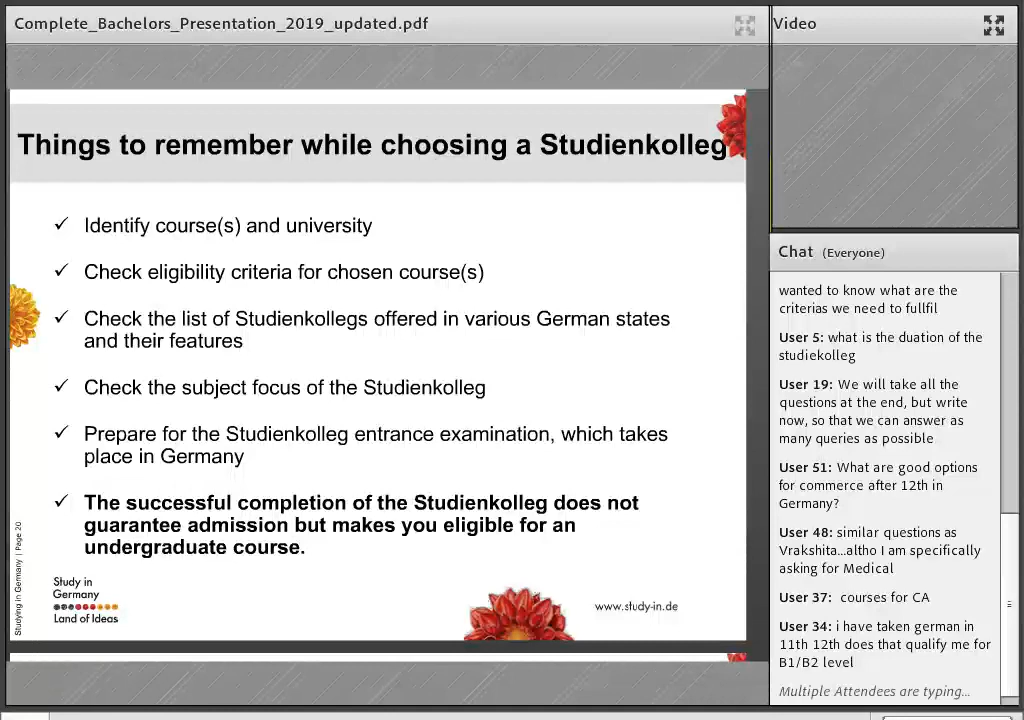 Complete_Bachelors_Presentation_2019_updated.pdf
Things to remember while choosing a Studienkolleg
✓ Identify course(s) and university
✓ Check eligibility criteria for chosen course(s)
✓ Check the list of Studienkollegs offered in various German states
and their features
✓ Check the subject focus of the Studienkolleg
✓ Prepare for the Studienkolleg entrance examination, which takes
place in Germany
✓ The successful completion of the Studienkolleg does not
guarantee admission but makes you eligible for an
undergraduate course.
Studying in Germany | Page 20
Study in
Germany
Land of Ideas
www.study-in.de
Video
Chat (Everyone)
wanted to know what are the
criterias we need to fullfil
User 5: what is the duation of the
studiekolleg
User 19: We will take all the
questions at the end, but write
now, so that we can answer as
many queries as possible
User 51: What are good options
for commerce after 12th in
Germany?
User 48: similar questions as
Vrakshita...altho I am specifically
asking for Medical
User 37: courses for CA
User 34: i have taken german in
11th 12th does that qualify me for
B1/B2 level
Multiple Attendees are typing...